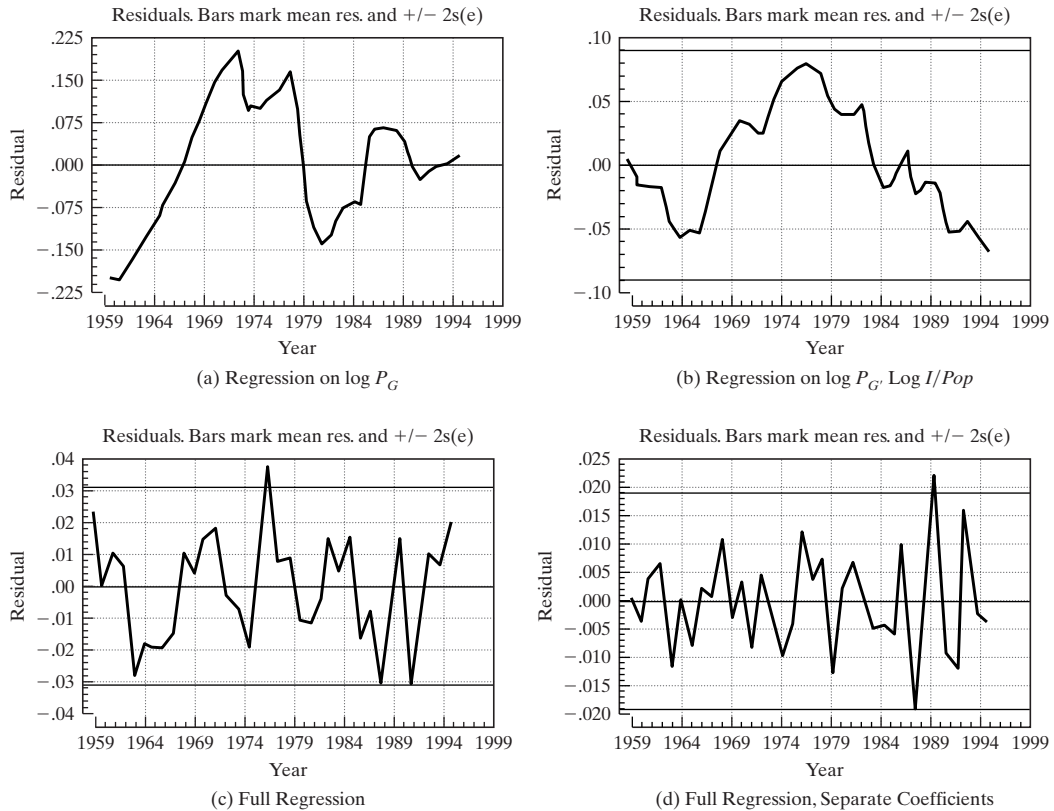 Residuals. Bars mark mean res. and +/− 2s(e)
.225
.150
.075
.000
−.075
−.150
−.225
Residual
1959 1964 1969 1974 1979 1984 1989 1994 1999
Year
(a) Regression on log P_G
Residuals. Bars mark mean res. and +/− 2s(e)
.10
.05
.00
−.05
−.10
Residual
1959 1964 1969 1974 1979 1984 1989 1994 1999
Year
(b) Regression on log P_G, Log I/Pop
Residuals. Bars mark mean res. and +/− 2s(e)
.04
.03
.02
.01
.00
−.01
−.02
−.03
−.04
Residual
1959 1964 1969 1974 1979 1984 1989 1994 1999
Year
(c) Full Regression
Residuals. Bars mark mean res. and +/− 2s(e)
.025
.020
.015
.010
.005
.000
−.005
−.010
−.015
−.020
Residual
1959 1964 1969 1974 1979 1984 1989 1994 1999
Year
(d) Full Regression, Separate Coefficients